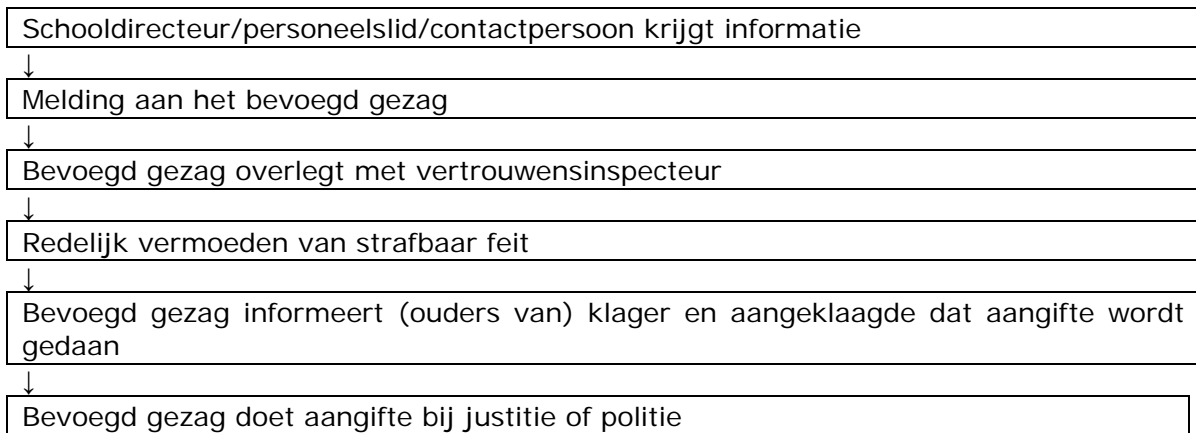 Schooldirecteur/personeelslid/contactpersoon krijgt informatie
↓
Melding aan het bevoegd gezag
↓
Bevoegd gezag overlegt met vertrouwensinspecteur
↓
Redelijk vermoeden van strafbaar feit
↓
Bevoegd gezag informeert (ouders van) klager en aangeklaagde dat aangifte wordt
gedaan
↓
Bevoegd gezag doet aangifte bij justitie of politie